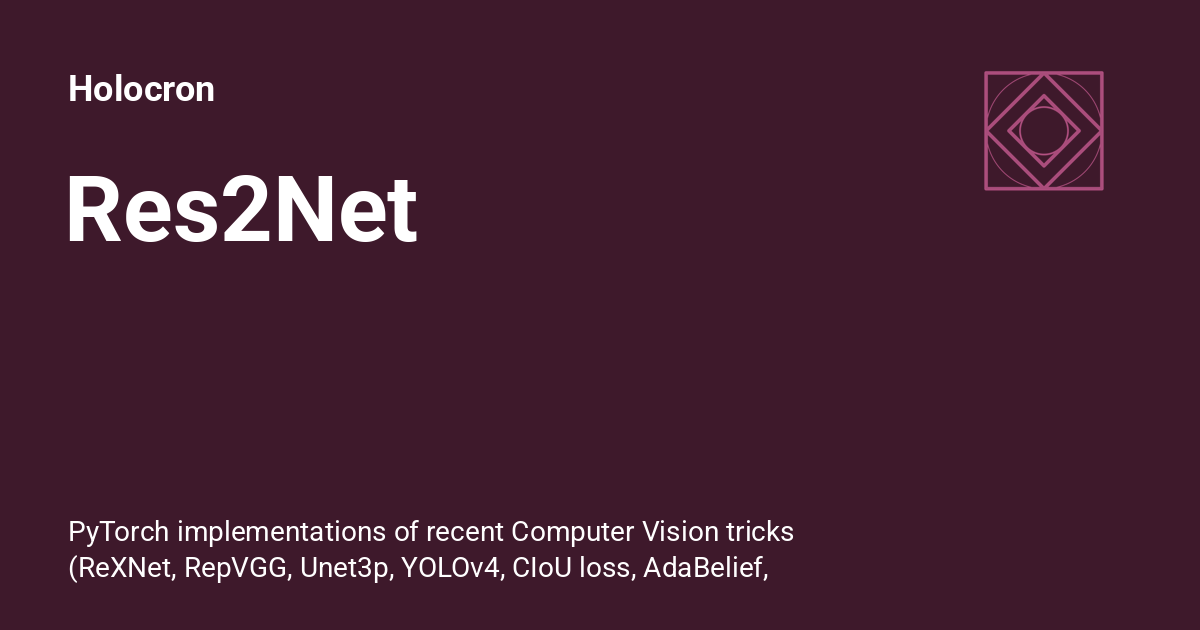 Holocron
Res2Net
PyTorch implementations of recent Computer Vision tricks
(ReXNet, RepVGG, Unet3p, YOLOv4, CIoU loss, AdaBelief,